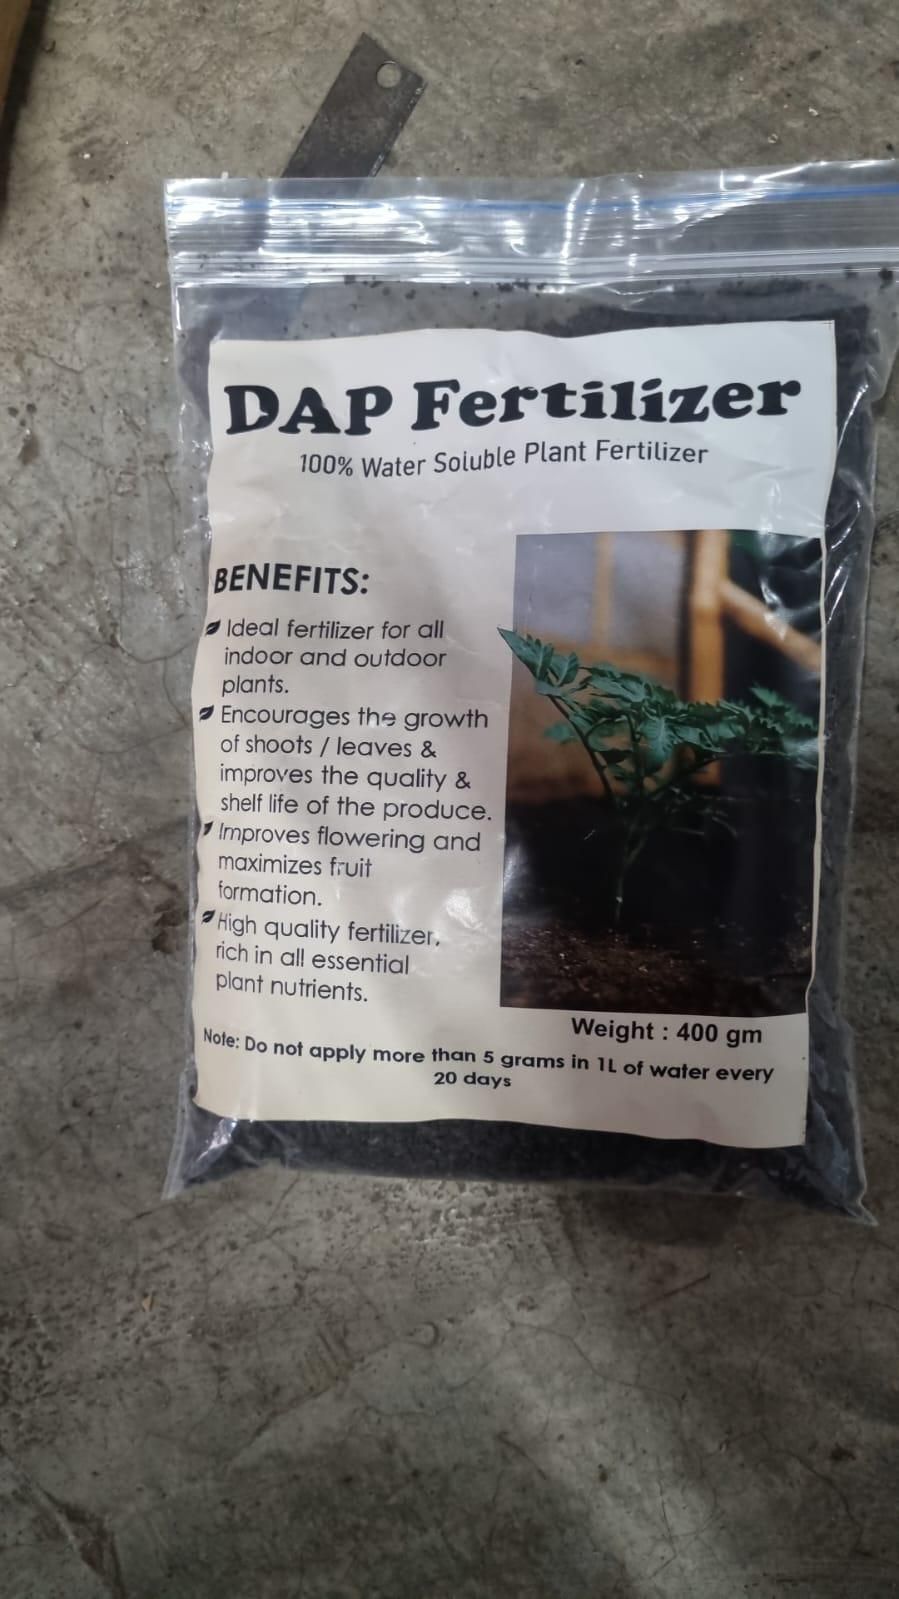 DAP Fertilizer
100% Water Soluble Plant Fertilizer
BENEFITS:
Ideal fertilizer for all
indoor and outdoor
plants.
Encourages the growth
of shoots / leaves &
improves the quality &
shelf life of the produce.
Improves flowering and
maximizes fruit
formation.
High quality fertilizer,
rich in all essential
plant nutrients.
Weight : 400 gm
Note: Do not apply more than 5 grams in 1L of water every
20 days